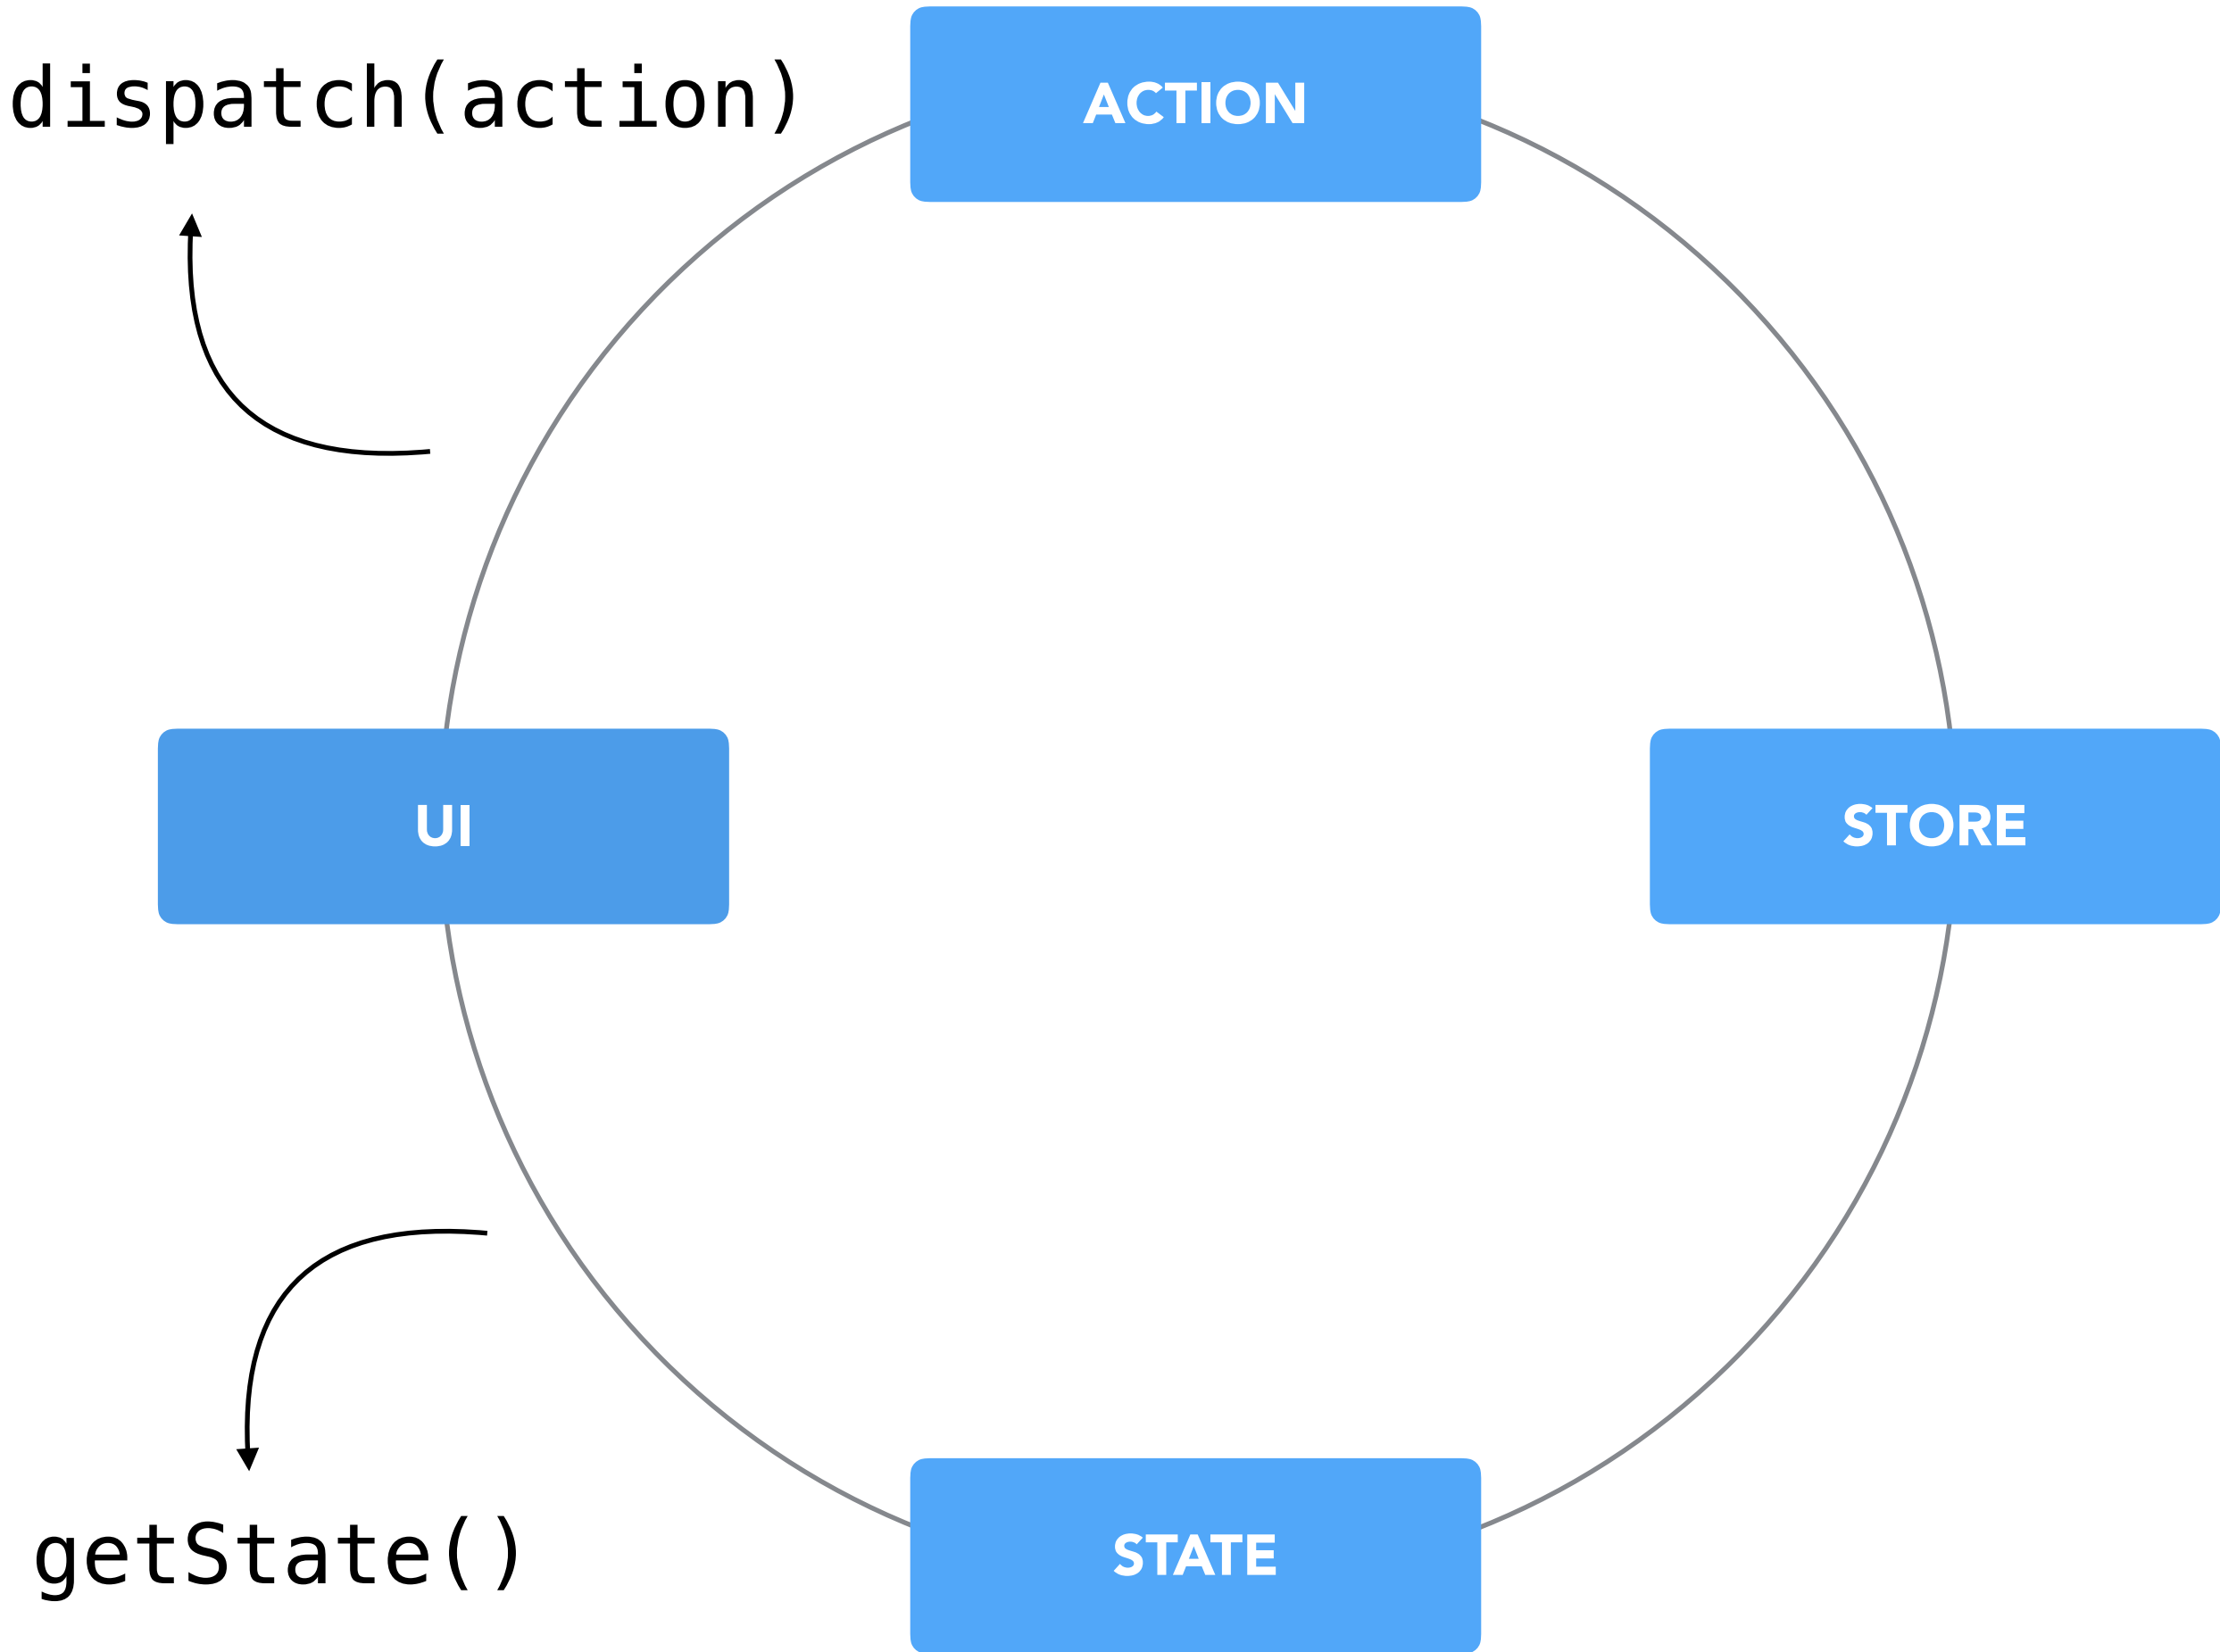 dispatch(action)
ACTION
UI
STORE
getState()
STATE